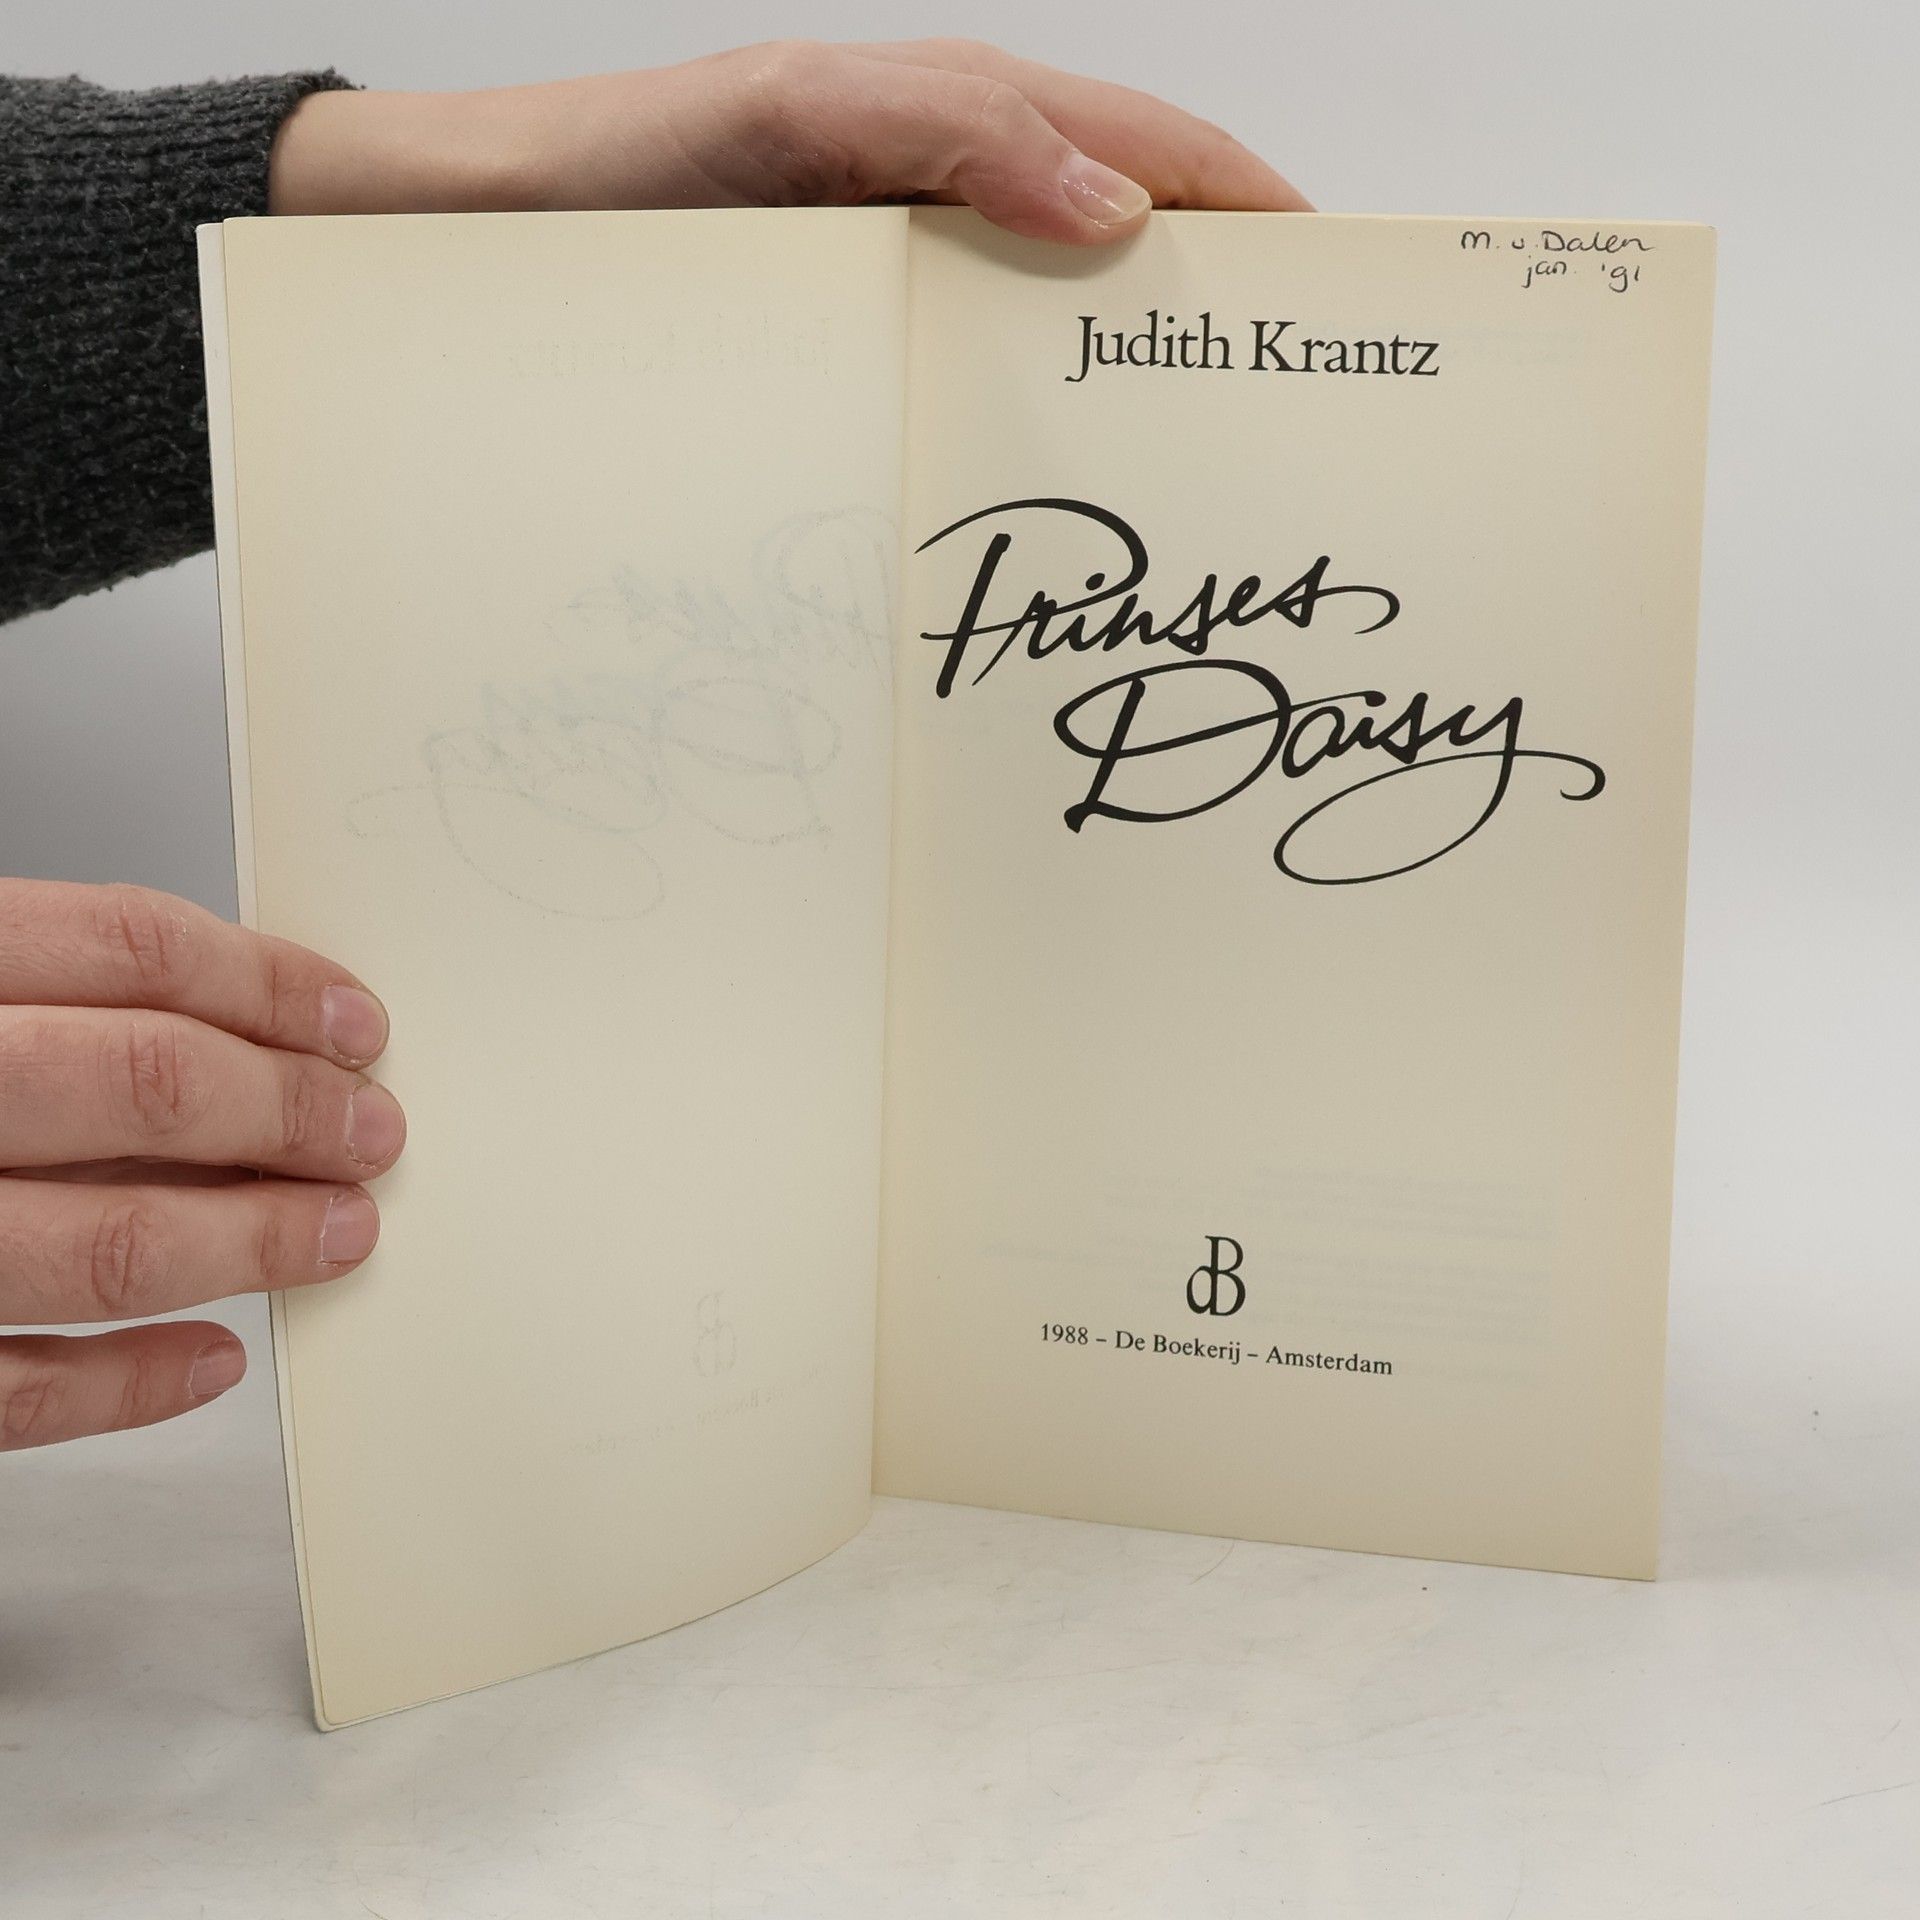 M. v. Dalen
jan. '91
Judith Krantz
Prinses
Daisy
dB
1988 – De Boekerij – Amsterdam